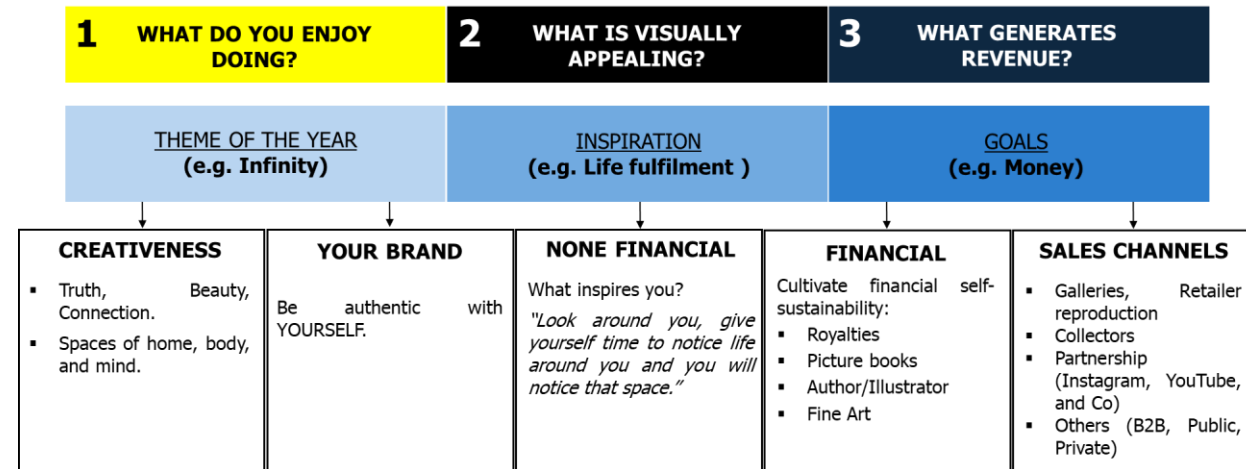 1 WHAT DO YOU ENJOY
DOING?
2 WHAT IS VISUALLY
APPEALING?
3 WHAT GENERATES
REVENUE?
THEME OF THE YEAR
(e.g. Infinity)
INSPIRATION
(e.g. Life fulfilment )
GOALS
(e.g. Money)
CREATIVENESS
▪ Truth, Beauty,
Connection.
▪ Spaces of home, body,
and mind.
YOUR BRAND
Be authentic with
YOURSELF.
NONE FINANCIAL
What inspires you?
"Look around you, give
yourself time to notice life
around you and you will
notice that space."
FINANCIAL
Cultivate financial self-
sustainability:
▪ Royalties
▪ Picture books
▪ Author/Illustrator
▪ Fine Art
SALES CHANNELS
▪ Galleries, Retailer
reproduction
▪ Collectors
▪ Partnership
(Instagram, YouTube,
and Co)
▪ Others (B2B, Public,
Private)